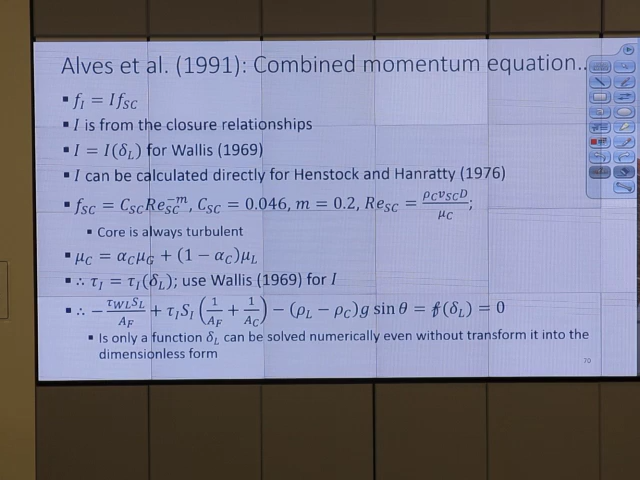 Alves et al. (1991): Combined momentum equation...
▪ f_I = I f_SC
▪ I is from the closure relationships
▪ I = I(δ_L) for Wallis (1969)
▪ I can be calculated directly for Henstock and Hanratty (1976)
▪ f_SC = C_SC Re_SC^−m, C_SC = 0.046, m = 0.2, Re_SC = ρ_C v_SC D / μ_C;
▪ Core is always turbulent
▪ μ_C = α_C μ_G + (1 − α_C)μ_L
▪ ∴ τ_I = τ_I(δ_L); use Wallis (1969) for I
▪ ∴ − τ_WL S_L / A_F + τ_I S_I (1/A_F + 1/A_C) − (ρ_L − ρ_C)g sin θ = f(δ_L) = 0
▪ Is only a function δ_L can be solved numerically even without transform it into the
dimensionless form
70